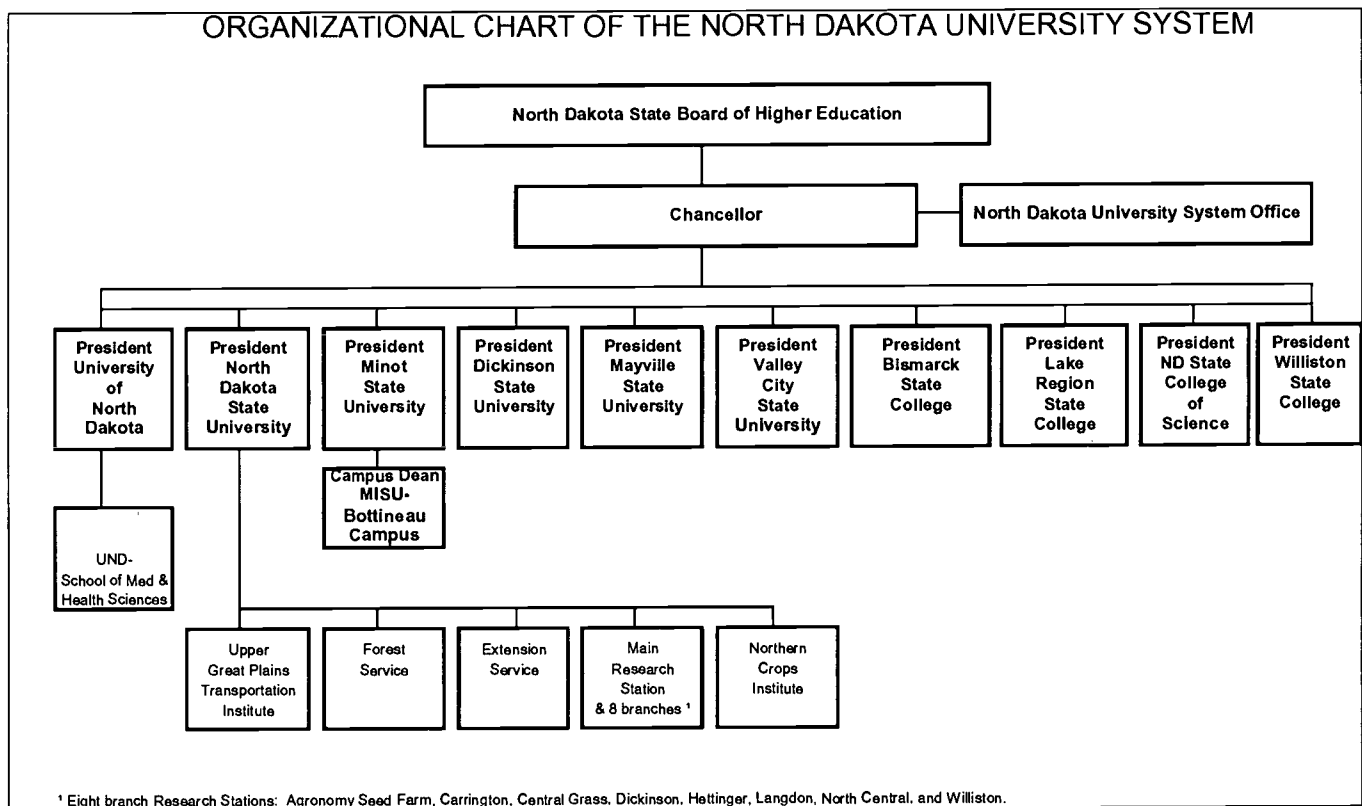 ORGANIZATIONAL CHART OF THE NORTH DAKOTA UNIVERSITY SYSTEM
North Dakota State Board of Higher Education
Chancellor
North Dakota University System Office
President
University
of
North
Dakota
President
North
Dakota
State
University
President
Minot
State
University
President
Dickinson
State
University
President
Mayville
State
University
President
Valley
City
State
University
President
Bismarck
State
College
President
Lake
Region
State
College
President
ND State
College
of
Science
President
Williston
State
College
Campus Dean
MISU-
Bottineau
Campus
UND-
School of Med &
Health Sciences
Upper
Great Plains
Transportation
Institute
Forest
Service
Extension
Service
Main
Research
Station
& 8 branches ¹
Northern
Crops
Institute
¹ Eight branch Research Stations: Agronomy Seed Farm, Carrington, Central Grass, Dickinson, Hettinger, Langdon, North Central, and Williston.